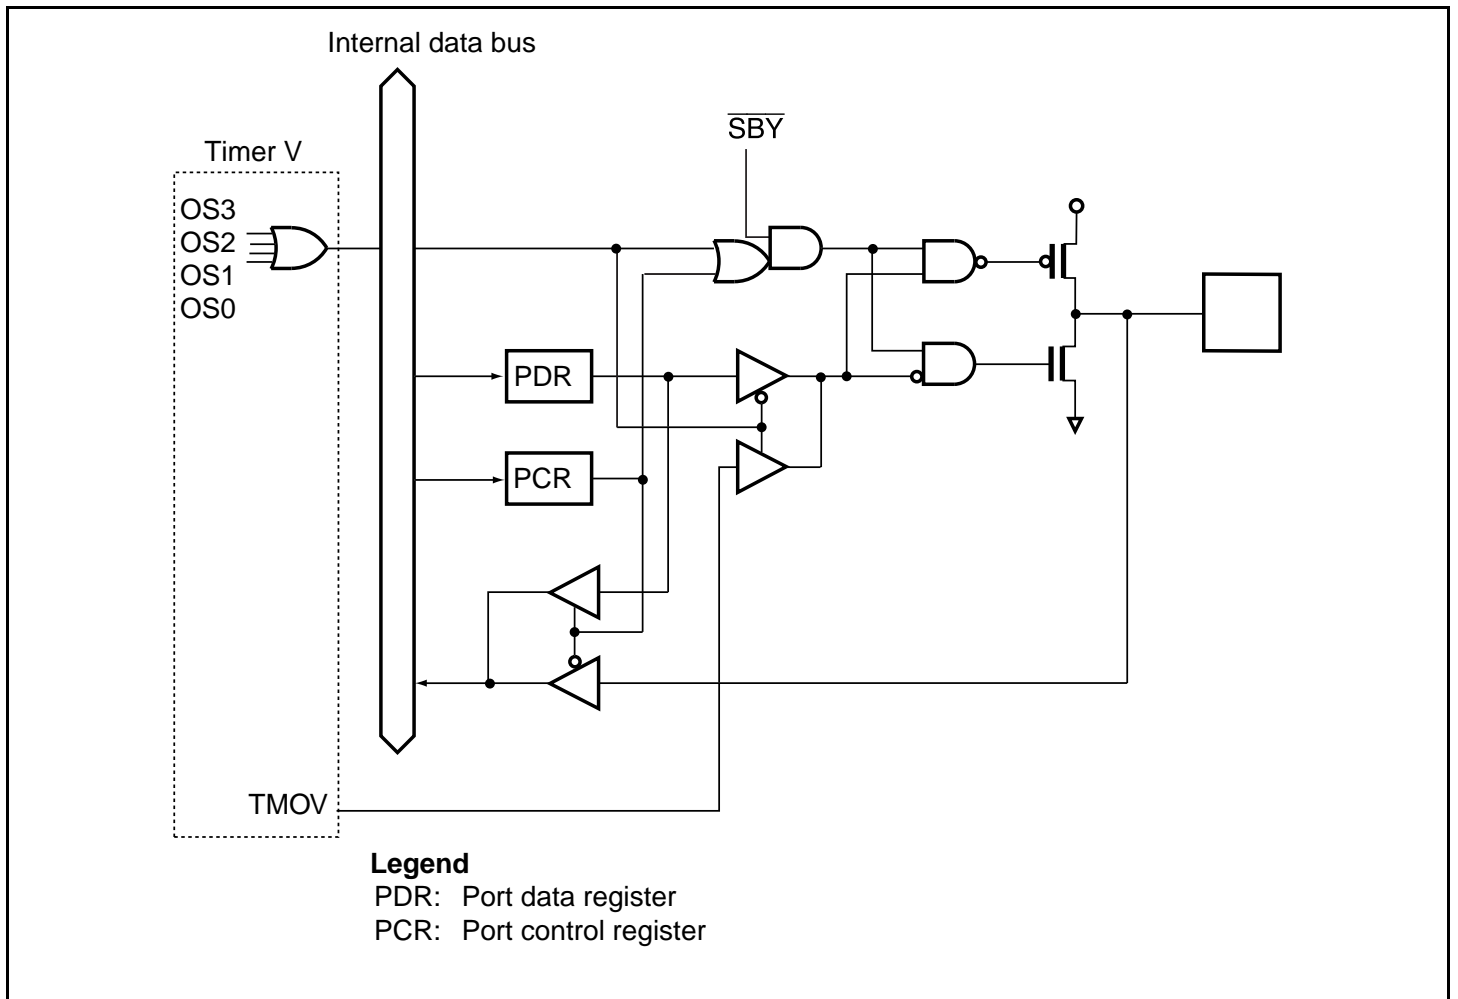 Internal data bus
SBY
Timer V
OS3
OS2
OS1
OS0
PDR
PCR
TMOV
Legend
PDR: Port data register
PCR: Port control register